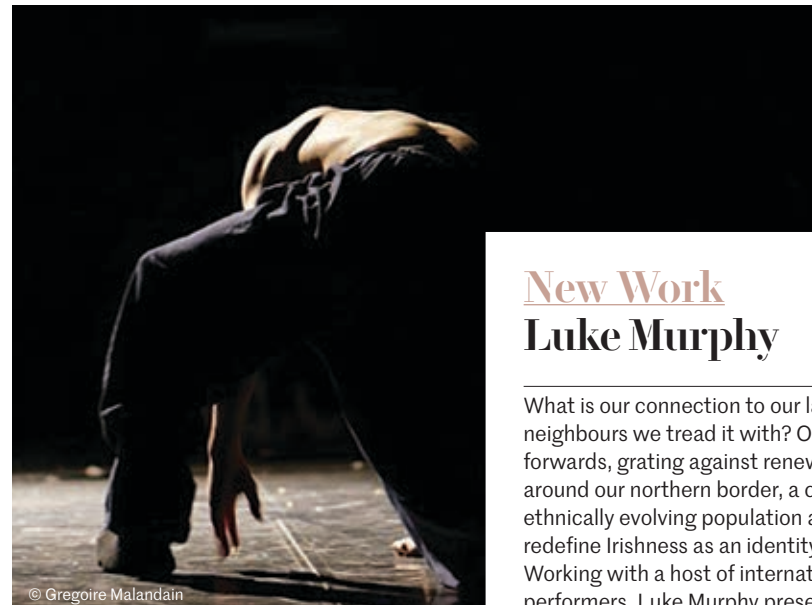 New Work
Luke Murphy
What is our connection to our
neighbours we tread it with?
forwards, grating against
around our northern border, a
ethnically evolving population
redefine Irishness as an identity
Working with a host of
performers, Luke Murphy
© Gregoire Malandain